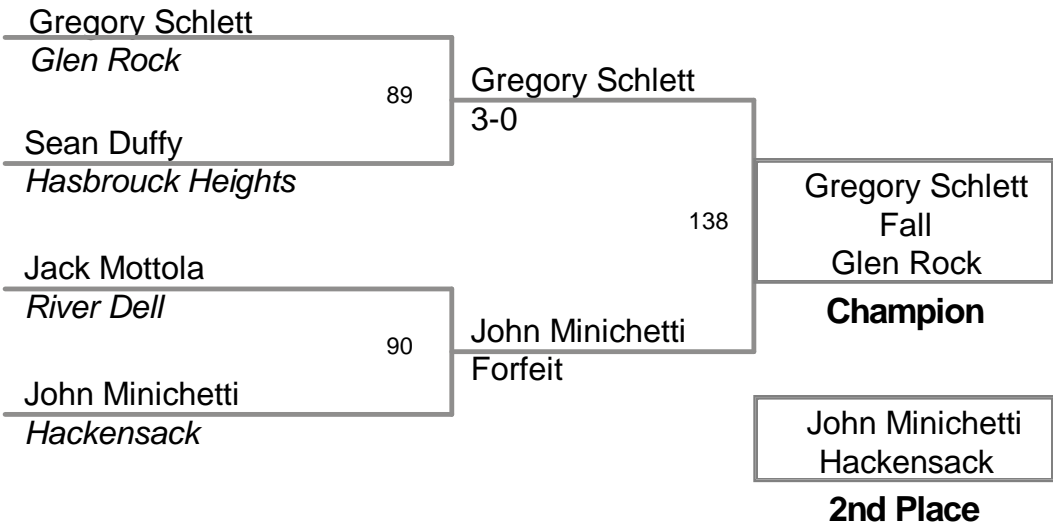 Gregory Schlett
Glen Rock
89
Sean Duffy
Hasbrouck Heights
Gregory Schlett
3-0
Jack Mottola
River Dell
90
John Minichetti
Hackensack
John Minichetti
Forfeit
138
Gregory Schlett
Fall
Glen Rock
Champion
John Minichetti
Hackensack
2nd Place